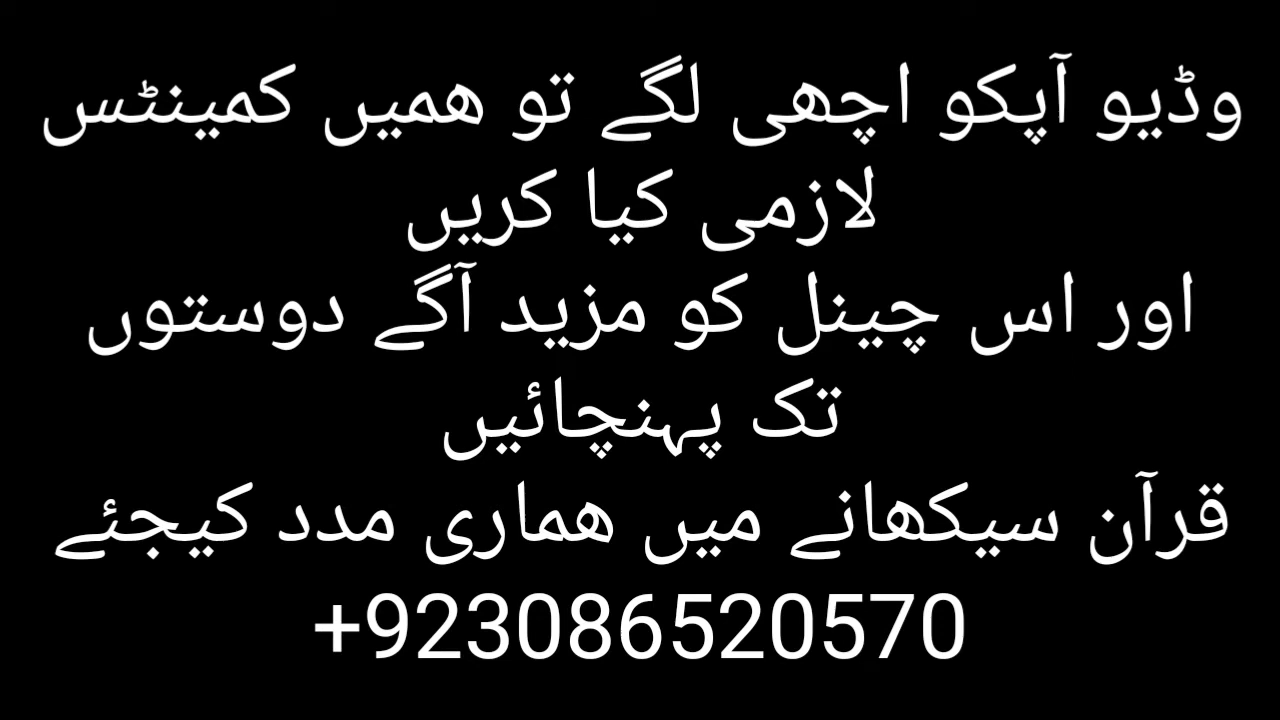 وڈیو آپکو اچھی لگے تو ھمیں کمینٹس
لازمی کیا کریں
اور اس چینل کو مزید آگے دوستوں
تک پہنچائیں
قرآن سیکھانے میں ھماری مدد کیجئے
+923086520570